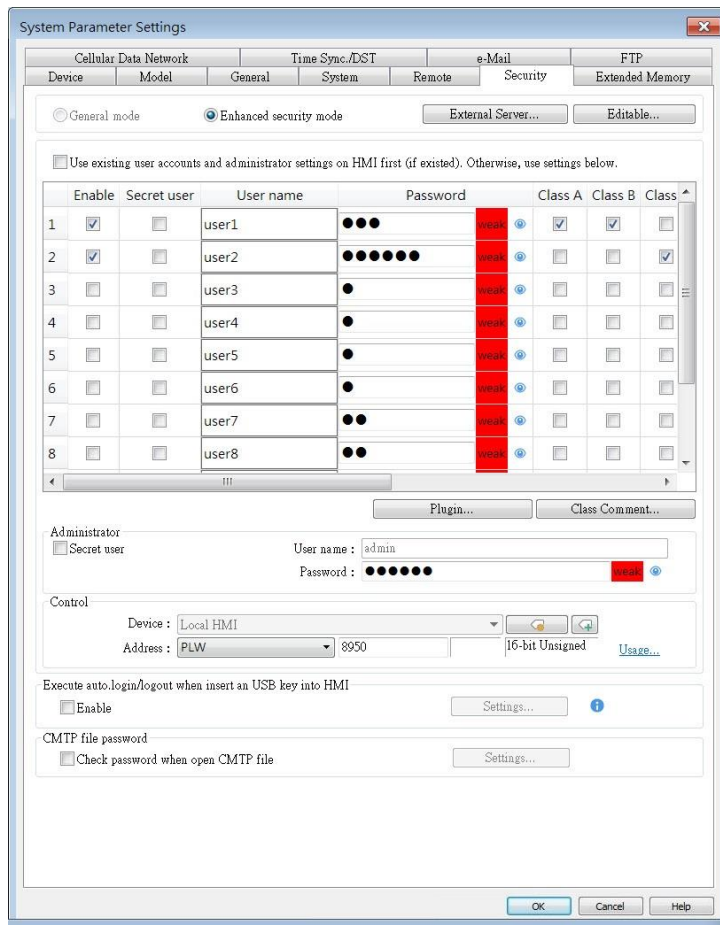 System Parameter Settings
Cellular Data Network Time Sync./DST e-Mail FTP
Device Model General System Remote Security Extended Memory
General mode Enhanced security mode External Server... Editable...
Use existing user accounts and administrator settings on HMI first (if existed). Otherwise, use settings below.
Enable Secret user User name Password Class A Class B Class
1 user1 ●●● weak
2 user2 ●●●●●● weak
3 user3 ● weak
4 user4 ● weak
5 user5 ● weak
6 user6 ● weak
7 user7 ●● weak
8 user8 ●● weak
Plugin... Class Comment...
Administrator
Secret user User name : admin
Password : ●●●●●● weak
Control
Device : Local HMI
Address : PLW 8950 16-bit Unsigned Usage...
Execute auto.login/logout when insert an USB key into HMI
Enable Settings...
CMTP file password
Check password when open CMTP file Settings...
OK Cancel Help